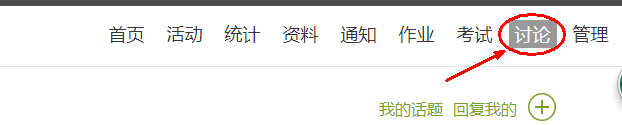 首页 活动 统计 资料 通知 作业 考试 讨论 管理
我的话题 回复我的